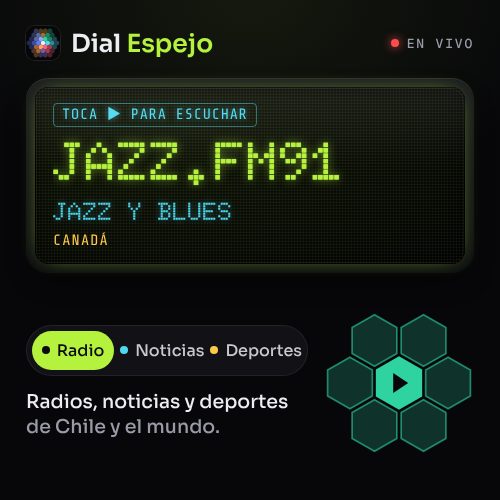 Dial Espejo
EN VIVO
TOCA ▶ PARA ESCUCHAR
JAZZ.FM91
JAZZ Y BLUES
CANADÁ
Radio Noticias Deportes
Radios, noticias y deportes
de Chile y el mundo.